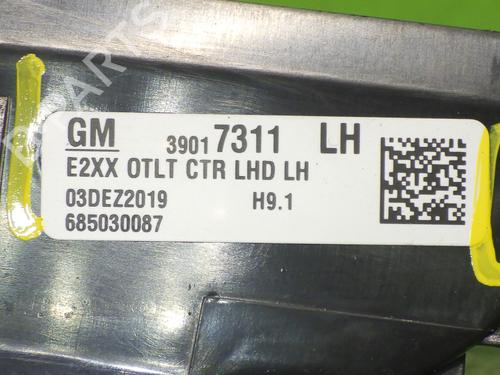 GM 39017311 LH
E2XX OTLT CTR LHD LH
03DEZ2019 H9.1
685030087